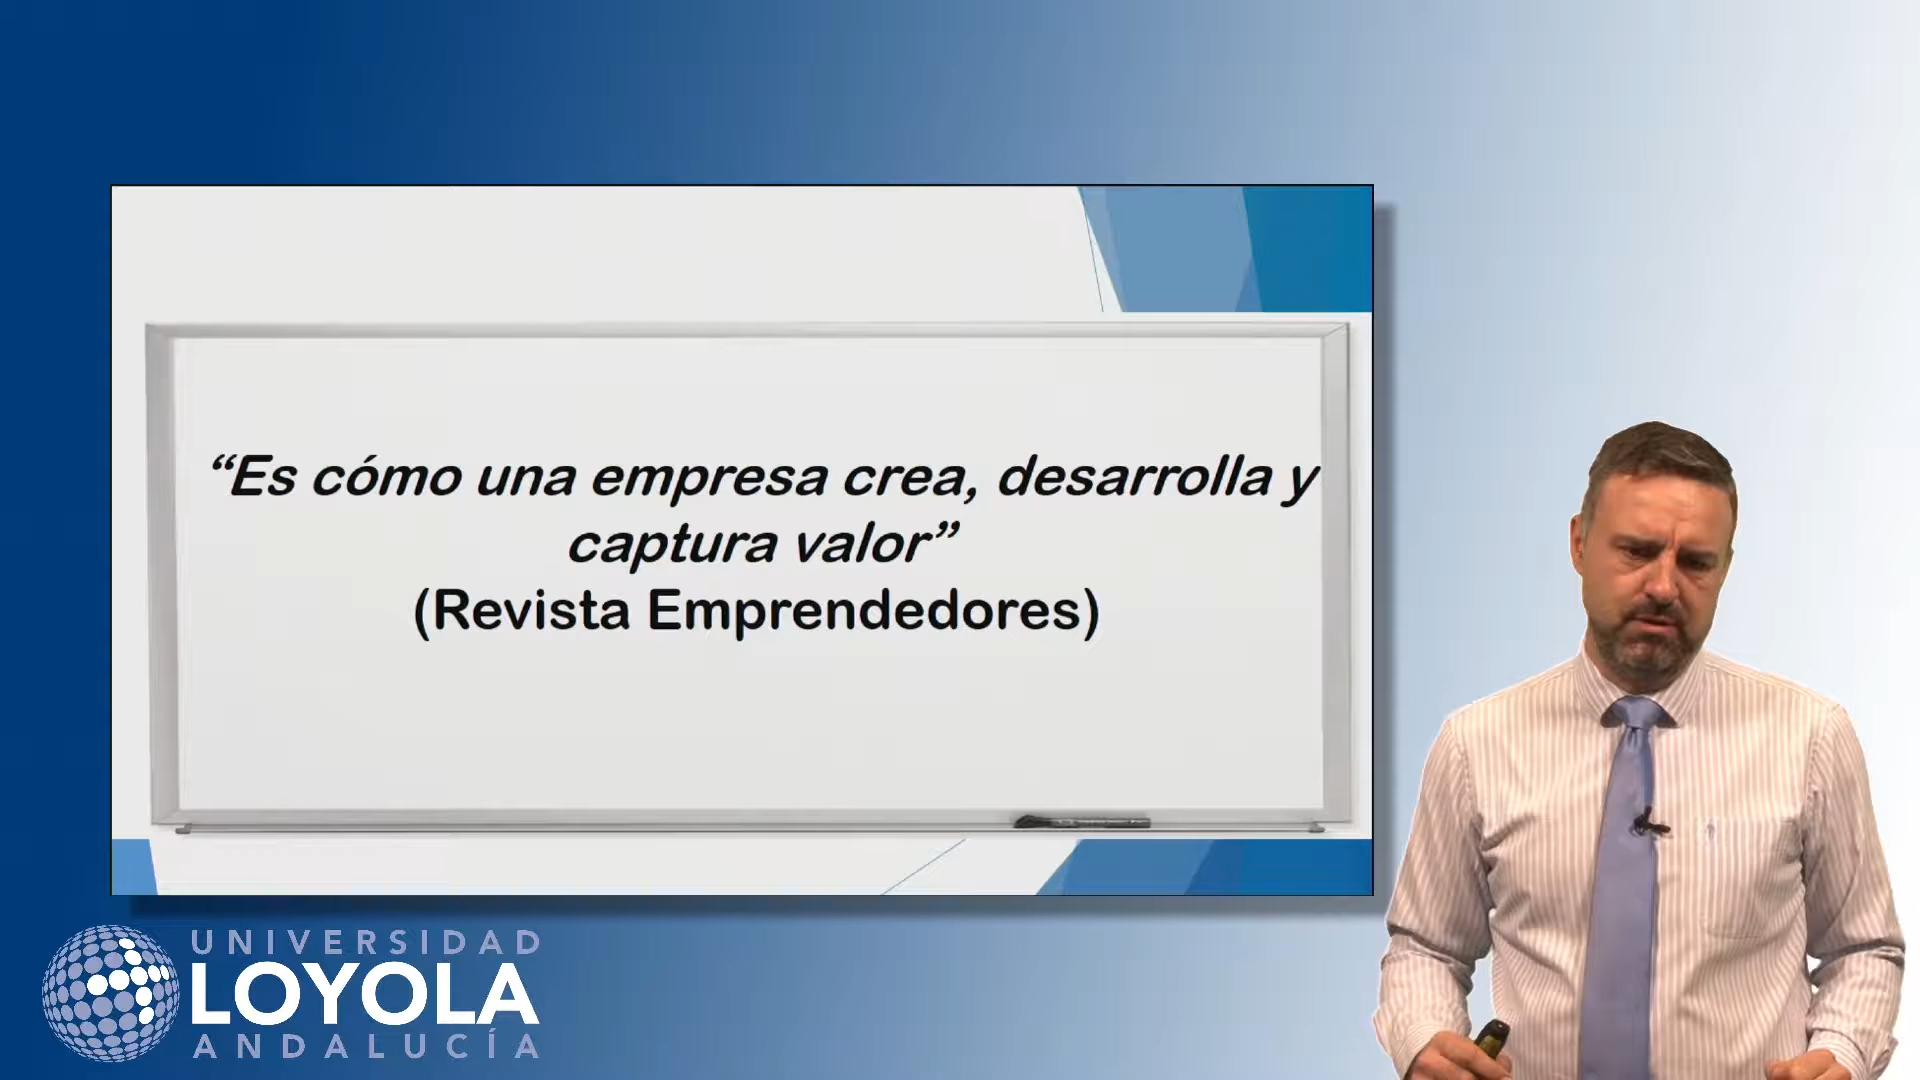 “Es cómo una empresa crea, desarrolla y
captura valor”
(Revista Emprendedores)
UNIVERSIDAD
LOYOLA
ANDALUCÍA